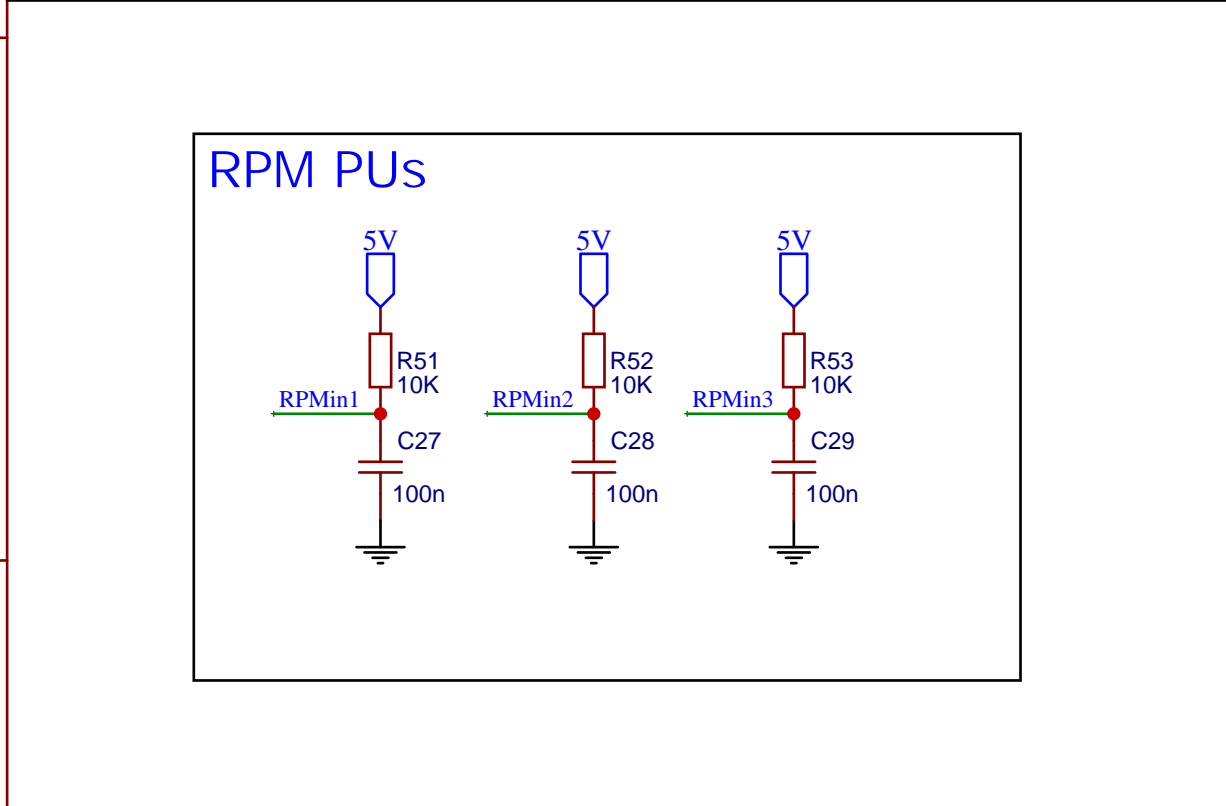 RPM PUs
5V
R51
10K
RPMin1
C27
100n
5V
R52
10K
RPMin2
C28
100n
5V
R53
10K
RPMin3
C29
100n